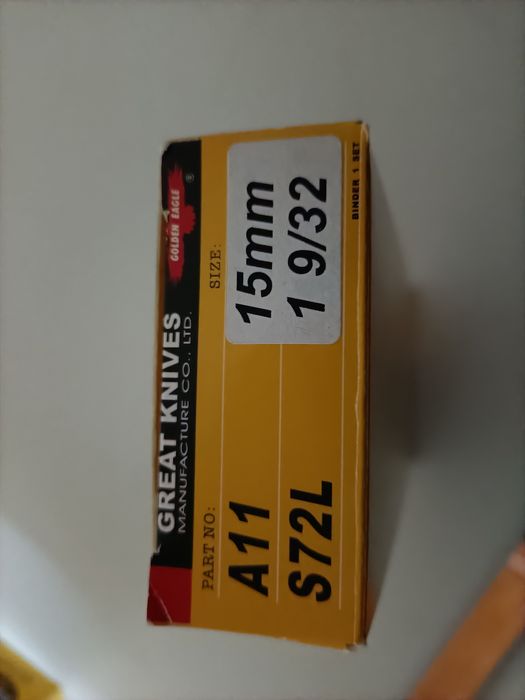 GREAT KNIVES
MANUFACTURE CO., LTD.
GOLDEN EAGLE
®
PART NO:
A11
S72L
SIZE:
15mm
1 9/32
BINDER 1 SET